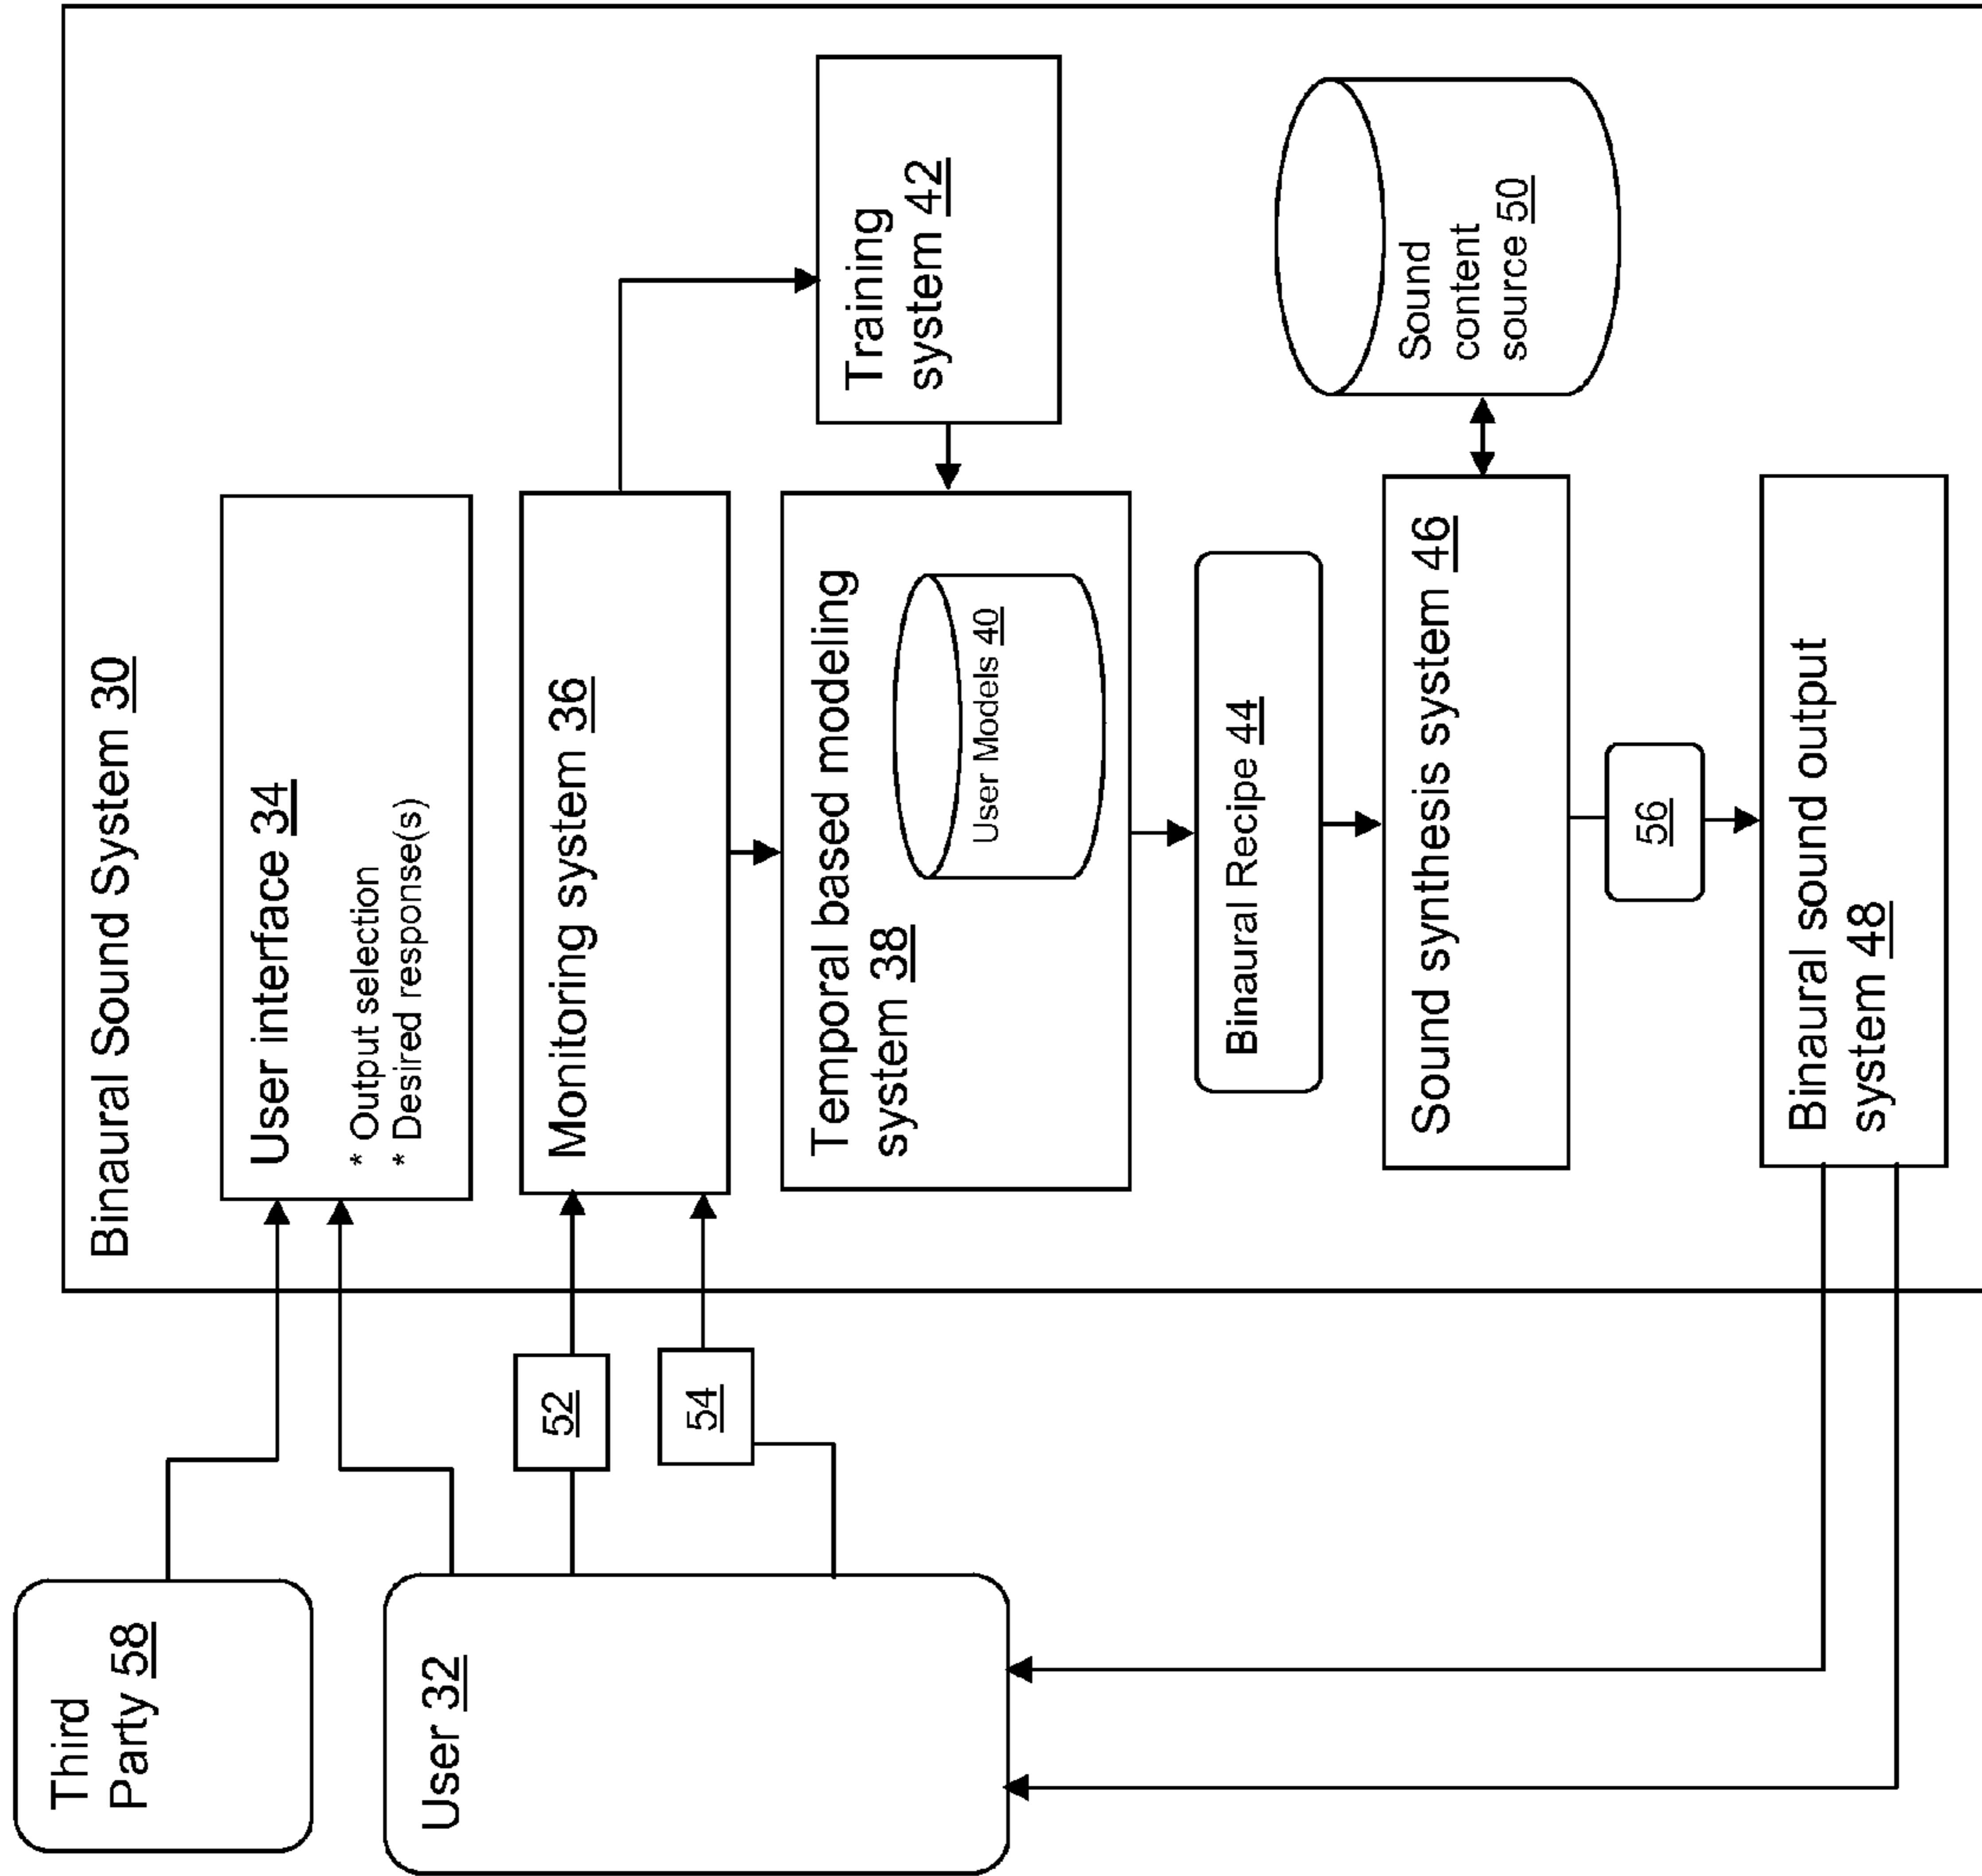 Third
Party 58
User 32
52
54
Binaural Sound System 30
User interface 34
* Output selection
* Desired response(s)
Monitoring system 36
Training
system 42
Temporal based modeling
system 38
User Models 40
Binaural Recipe 44
Sound synthesis system 46
Sound
content
source 50
56
Binaural sound output
system 48